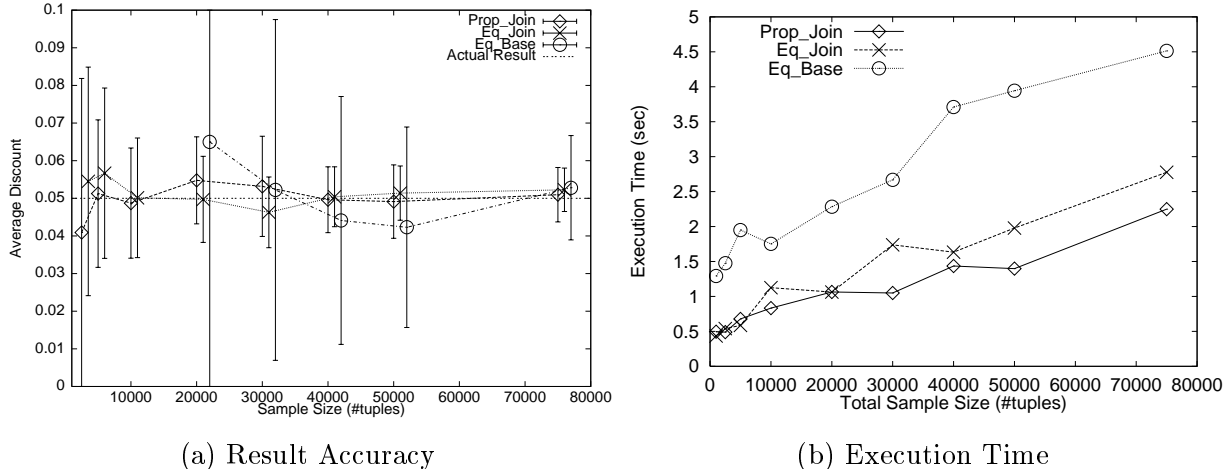 0.1
0.09
0.08
0.07
0.06
0.05
0.04
0.03
0.02
0.01
0
Average Discount
Prop_Join
Eq_Join
Eq_Base
Actual Result
10000 20000 30000 40000 50000 60000 70000 80000
Sample Size (#tuples)
(a) Result Accuracy
5
4.5
4
3.5
3
2.5
2
1.5
1
0.5
0
Execution Time (sec)
Prop_Join
Eq_Join
Eq_Base
0 10000 20000 30000 40000 50000 60000 70000 80000
Total Sample Size (#tuples)
(b) Execution Time